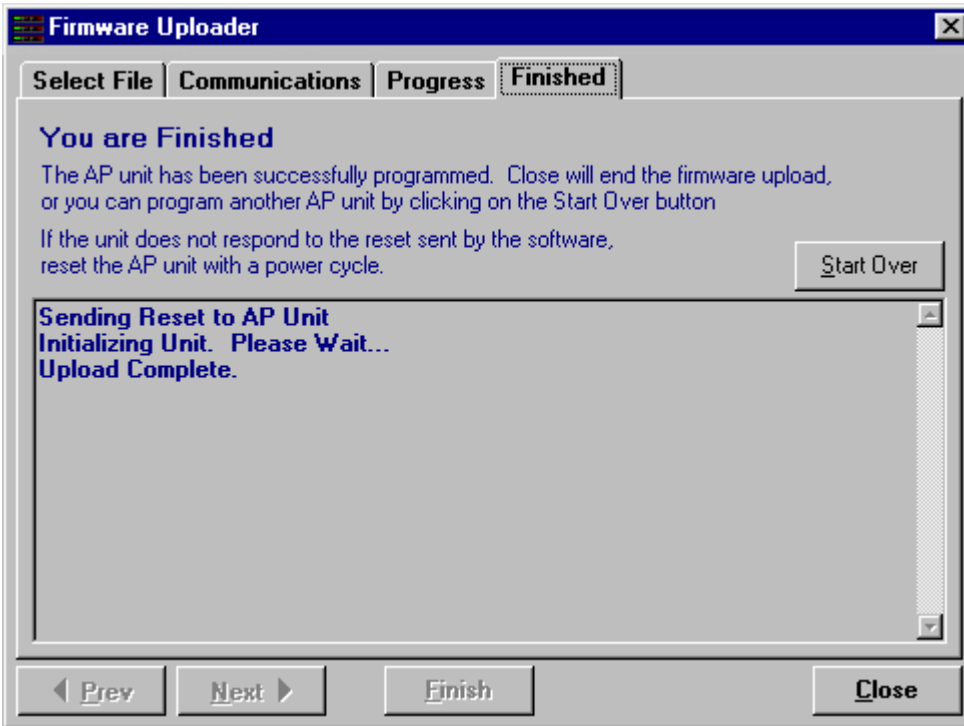 Firmware Uploader
Select File Communications Progress Finished
You are Finished
The AP unit has been successfully programmed.  Close will end the firmware upload,
or you can program another AP unit by clicking on the Start Over button
If the unit does not respond to the reset sent by the software,
reset the AP unit with a power cycle.
Start Over
Sending Reset to AP Unit
Initializing Unit.  Please Wait...
Upload Complete.
Prev Next Finish Close